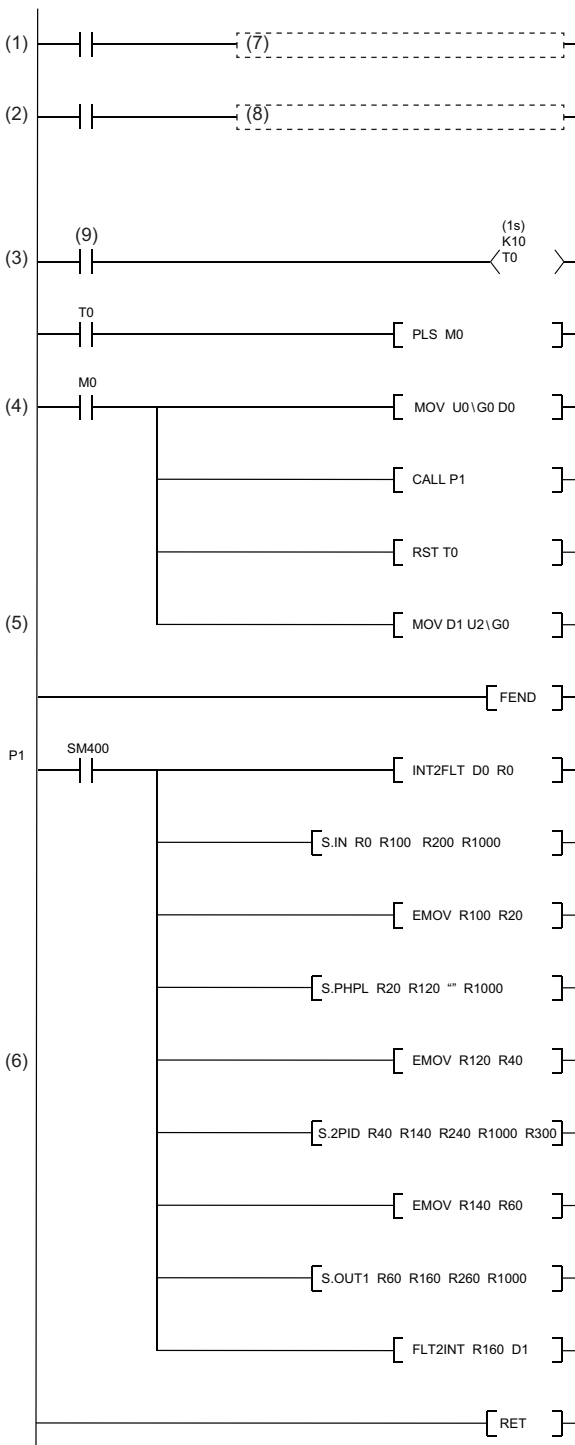 (1) (7)
(2) (8)
(9) (1s)
K10
(3) T0
T0
PLS M0
M0
(4) MOV U0\G0 D0
CALL P1
RST T0
(5) MOV D1 U2\G0
FEND
P1 SM400
INT2FLT D0 R0
S.IN R0 R100 R200 R1000
EMOV R100 R20
S.PHPL R20 R120 “” R1000
(6) EMOV R120 R40
S.2PID R40 R140 R240 R1000 R300
EMOV R140 R60
S.OUT1 R60 R160 R260 R1000
FLT2INT R160 D1
RET